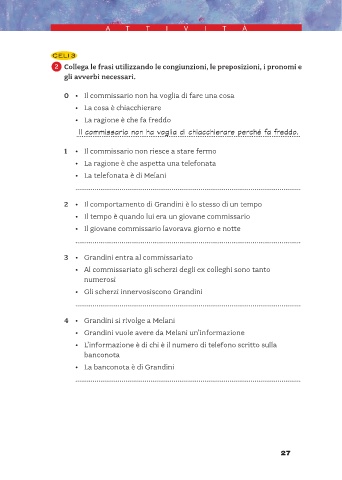 ATTIVITÀ
CELI 3
2 Collega le frasi utilizzando le congiunzioni, le preposizioni, i pronomi e
gli avverbi necessari.
0 • Il commissario non ha voglia di fare una cosa
• La cosa è chiacchierare
• La ragione è che fa freddo
Il commissario non ha voglia di chiacchierare perché fa freddo.
1 • Il commissario non riesce a stare fermo
• La ragione è che aspetta una telefonata
• La telefonata è di Melani
2 • Il comportamento di Grandini è lo stesso di un tempo
• Il tempo è quando lui era un giovane commissario
• Il giovane commissario lavorava giorno e notte
3 • Grandini entra al commissariato
• Al commissariato gli scherzi degli ex colleghi sono tanto
numerosi
• Gli scherzi innervosiscono Grandini
4 • Grandini si rivolge a Melani
• Grandini vuole avere da Melani un'informazione
• L'informazione è di chi è il numero di telefono scritto sulla
banconota
• La banconota è di Grandini
27